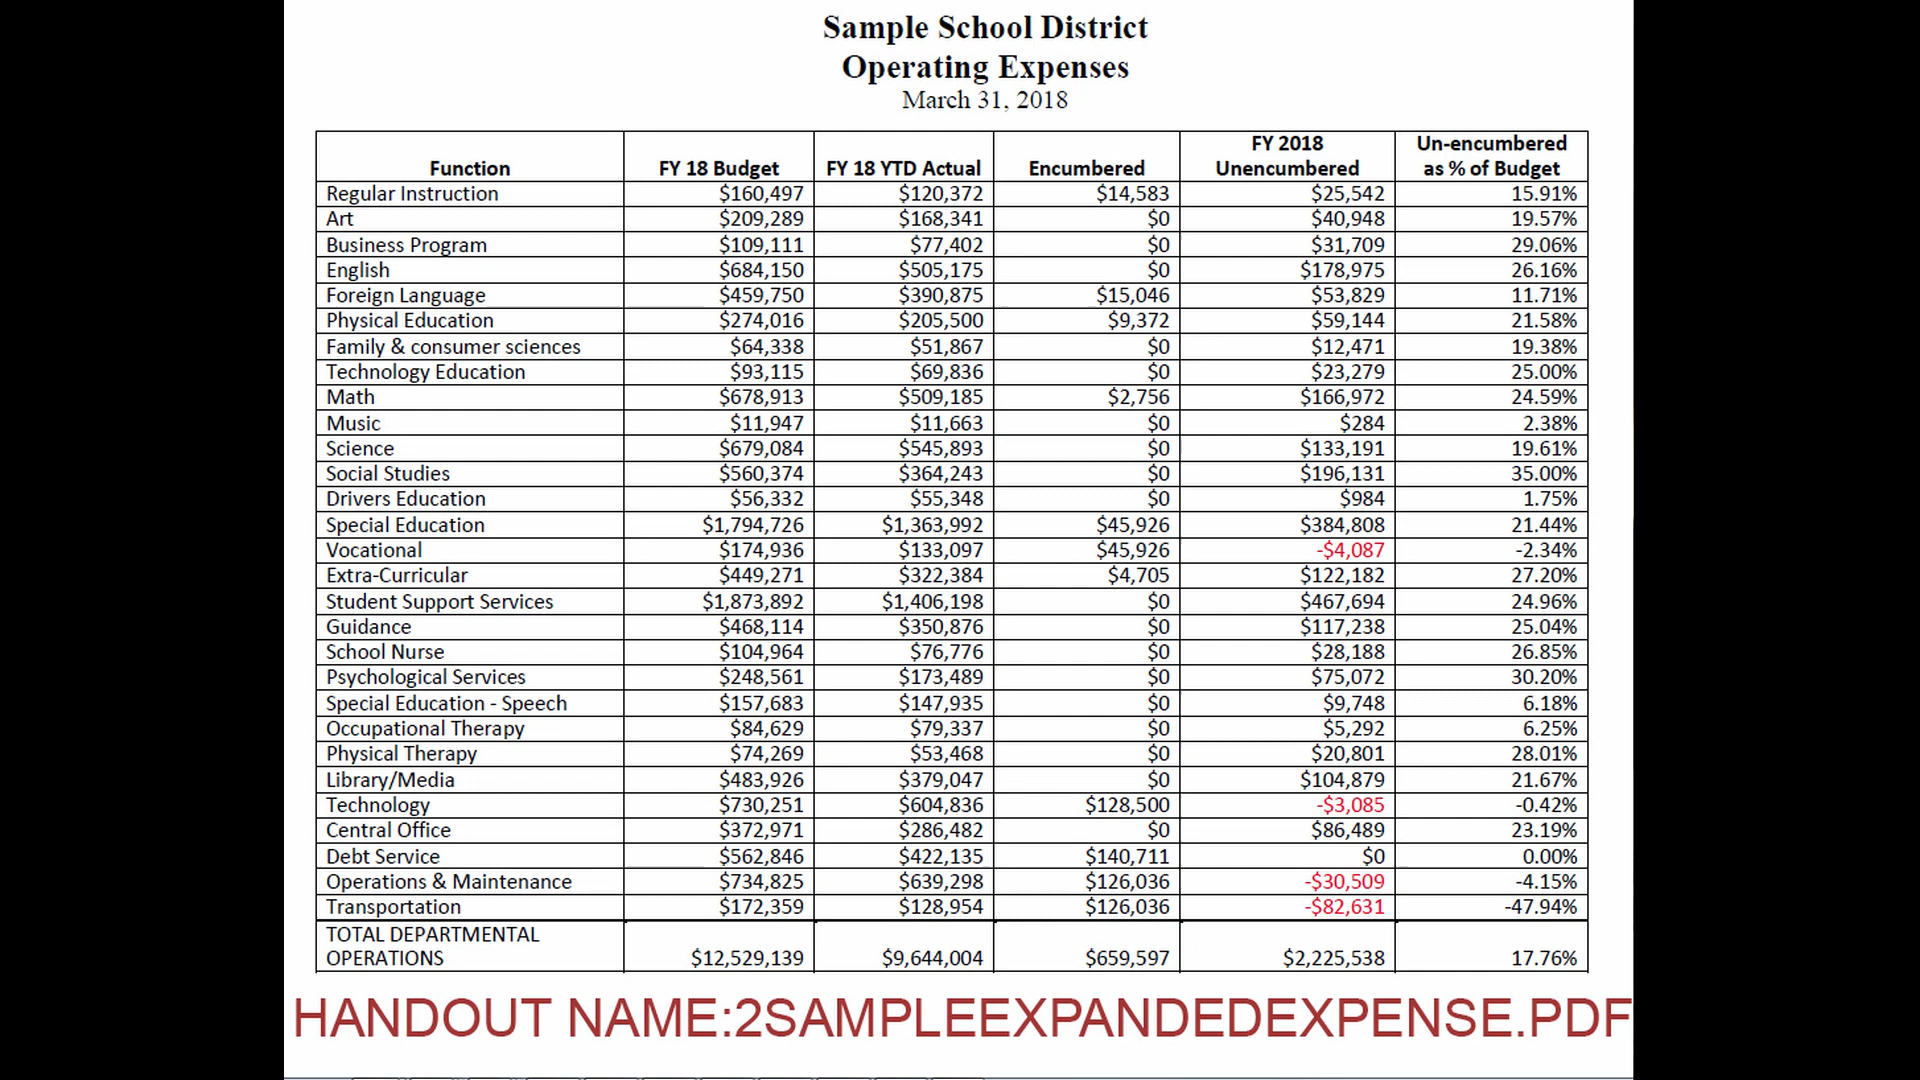 Sample School District
Operating Expenses
March 31, 2018
Function FY 18 Budget FY 18 YTD Actual Encumbered FY 2018 Unencumbered Un-encumbered as % of Budget
Regular Instruction $160,497 $120,372 $14,583 $25,542 15.91%
Art $209,289 $168,341 $0 $40,948 19.57%
Business Program $109,111 $77,402 $0 $31,709 29.06%
English $684,150 $505,175 $0 $178,975 26.16%
Foreign Language $459,750 $390,875 $15,046 $53,829 11.71%
Physical Education $274,016 $205,500 $9,372 $59,144 21.58%
Family & consumer sciences $64,338 $51,867 $0 $12,471 19.38%
Technology Education $93,115 $69,836 $0 $23,279 25.00%
Math $678,913 $509,185 $2,756 $166,972 24.59%
Music $11,947 $11,663 $0 $284 2.38%
Science $679,084 $545,893 $0 $133,191 19.61%
Social Studies $560,374 $364,243 $0 $196,131 35.00%
Drivers Education $56,332 $55,348 $0 $984 1.75%
Special Education $1,794,726 $1,363,992 $45,926 $384,808 21.44%
Vocational $174,936 $133,097 $45,926 -$4,087 -2.34%
Extra-Curricular $449,271 $322,384 $4,705 $122,182 27.20%
Student Support Services $1,873,892 $1,406,198 $0 $467,694 24.96%
Guidance $468,114 $350,876 $0 $117,238 25.04%
School Nurse $104,964 $76,776 $0 $28,188 26.85%
Psychological Services $248,561 $173,489 $0 $75,072 30.20%
Special Education - Speech $157,683 $147,935 $0 $9,748 6.18%
Occupational Therapy $84,629 $79,337 $0 $5,292 6.25%
Physical Therapy $74,269 $53,468 $0 $20,801 28.01%
Library/Media $483,926 $379,047 $0 $104,879 21.67%
Technology $730,251 $604,836 $128,500 -$3,085 -0.42%
Central Office $372,971 $286,482 $0 $86,489 23.19%
Debt Service $562,846 $422,135 $140,711 $0 0.00%
Operations & Maintenance $734,825 $639,298 $126,036 -$30,509 -4.15%
Transportation $172,359 $128,954 $126,036 -$82,631 -47.94%
TOTAL DEPARTMENTAL
OPERATIONS $12,529,139 $9,644,004 $659,597 $2,225,538 17.76%
HANDOUT NAME:2SAMPLEEXPANDEDEXPENSE.PDF